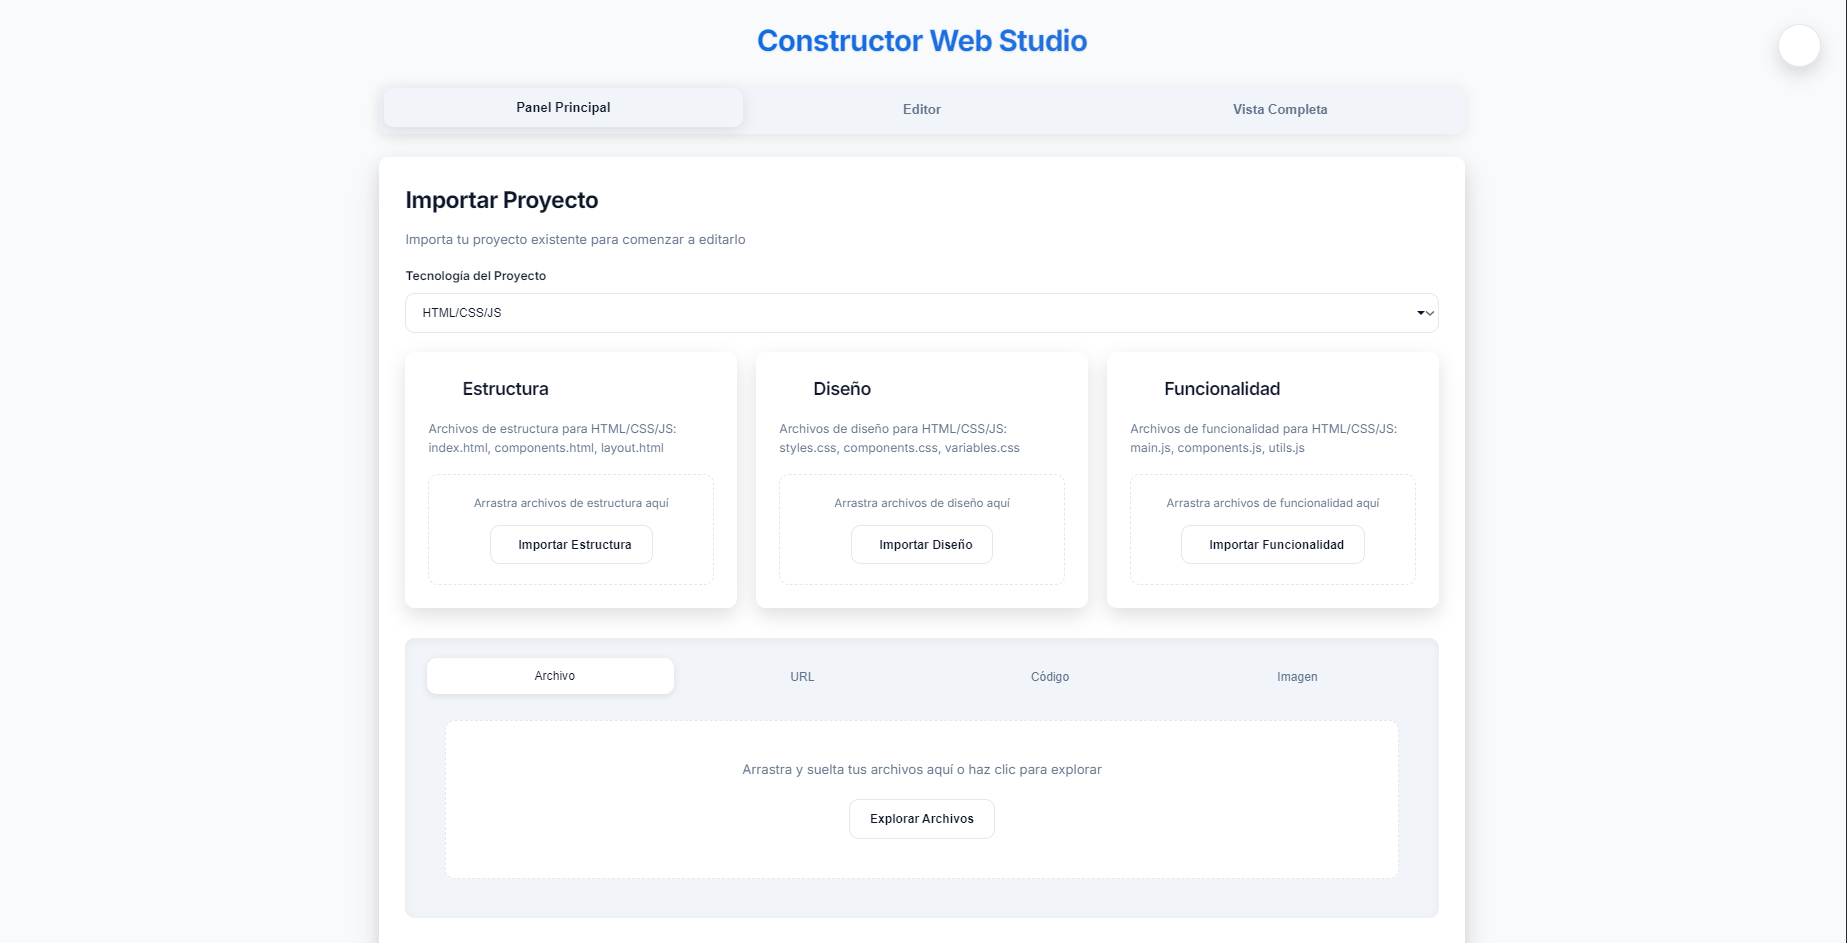 Constructor Web Studio
Panel Principal
Editor
Vista Completa
Importar Proyecto
Importa tu proyecto existente para comenzar a editarlo
Tecnología del Proyecto
HTML/CSS/JS
Estructura
Archivos de estructura para HTML/CSS/JS:
index.html, components.html, layout.html
Arrastra archivos de estructura aquí
Importar Estructura
Diseño
Archivos de diseño para HTML/CSS/JS:
styles.css, components.css, variables.css
Arrastra archivos de diseño aquí
Importar Diseño
Funcionalidad
Archivos de funcionalidad para HTML/CSS/JS:
main.js, components.js, utils.js
Arrastra archivos de funcionalidad aquí
Importar Funcionalidad
Archivo
URL
Código
Imagen
Arrastra y suelta tus archivos aquí o haz clic para explorar
Explorar Archivos